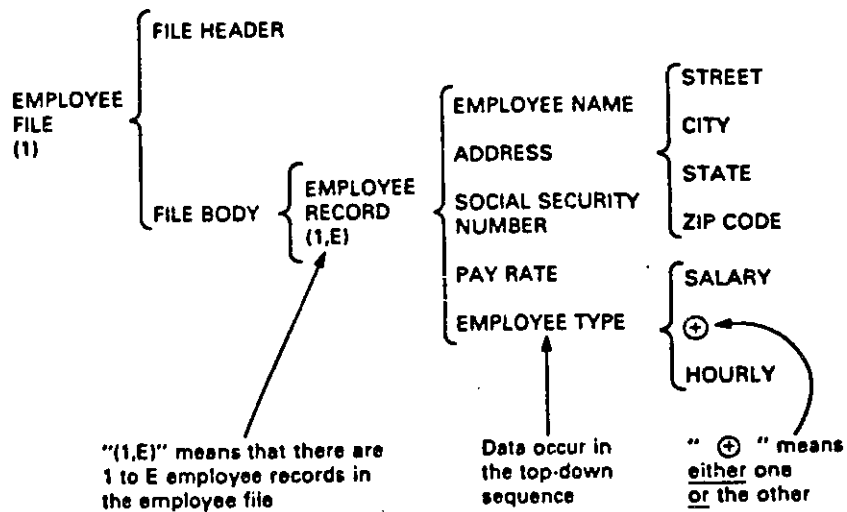 FILE HEADER
EMPLOYEE
FILE
(1)
FILE BODY
EMPLOYEE
RECORD
(1,E)
EMPLOYEE NAME
ADDRESS
SOCIAL SECURITY
NUMBER
PAY RATE
EMPLOYEE TYPE
STREET
CITY
STATE
ZIP CODE
SALARY
⊕
HOURLY
"(1,E)" means that there are
1 to E employee records in
the employee file
Data occur in
the top-down
sequence
" ⊕ " means
either one
or the other